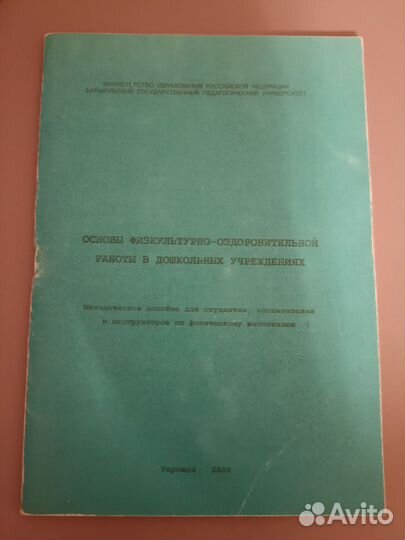 МИНИСТЕРСТВО ОБРАЗОВАНИЯ РОССИЙСКОЙ ФЕДЕРАЦИИ
БАРНАУЛЬСКИЙ ГОСУДАРСТВЕННЫЙ ПЕДАГОГИЧЕСКИЙ УНИВЕРСИТЕТ
ОСНОВЫ ФИЗКУЛЬТУРНО-ОЗДОРОВИТЕЛЬНОЙ
РАБОТЫ В ДОШКОЛЬНЫХ УЧРЕЖДЕНИЯХ
Методическое пособие для студентов, воспитателей
и инструкторов по физическому воспитанию
Барнаул 2000
Avito